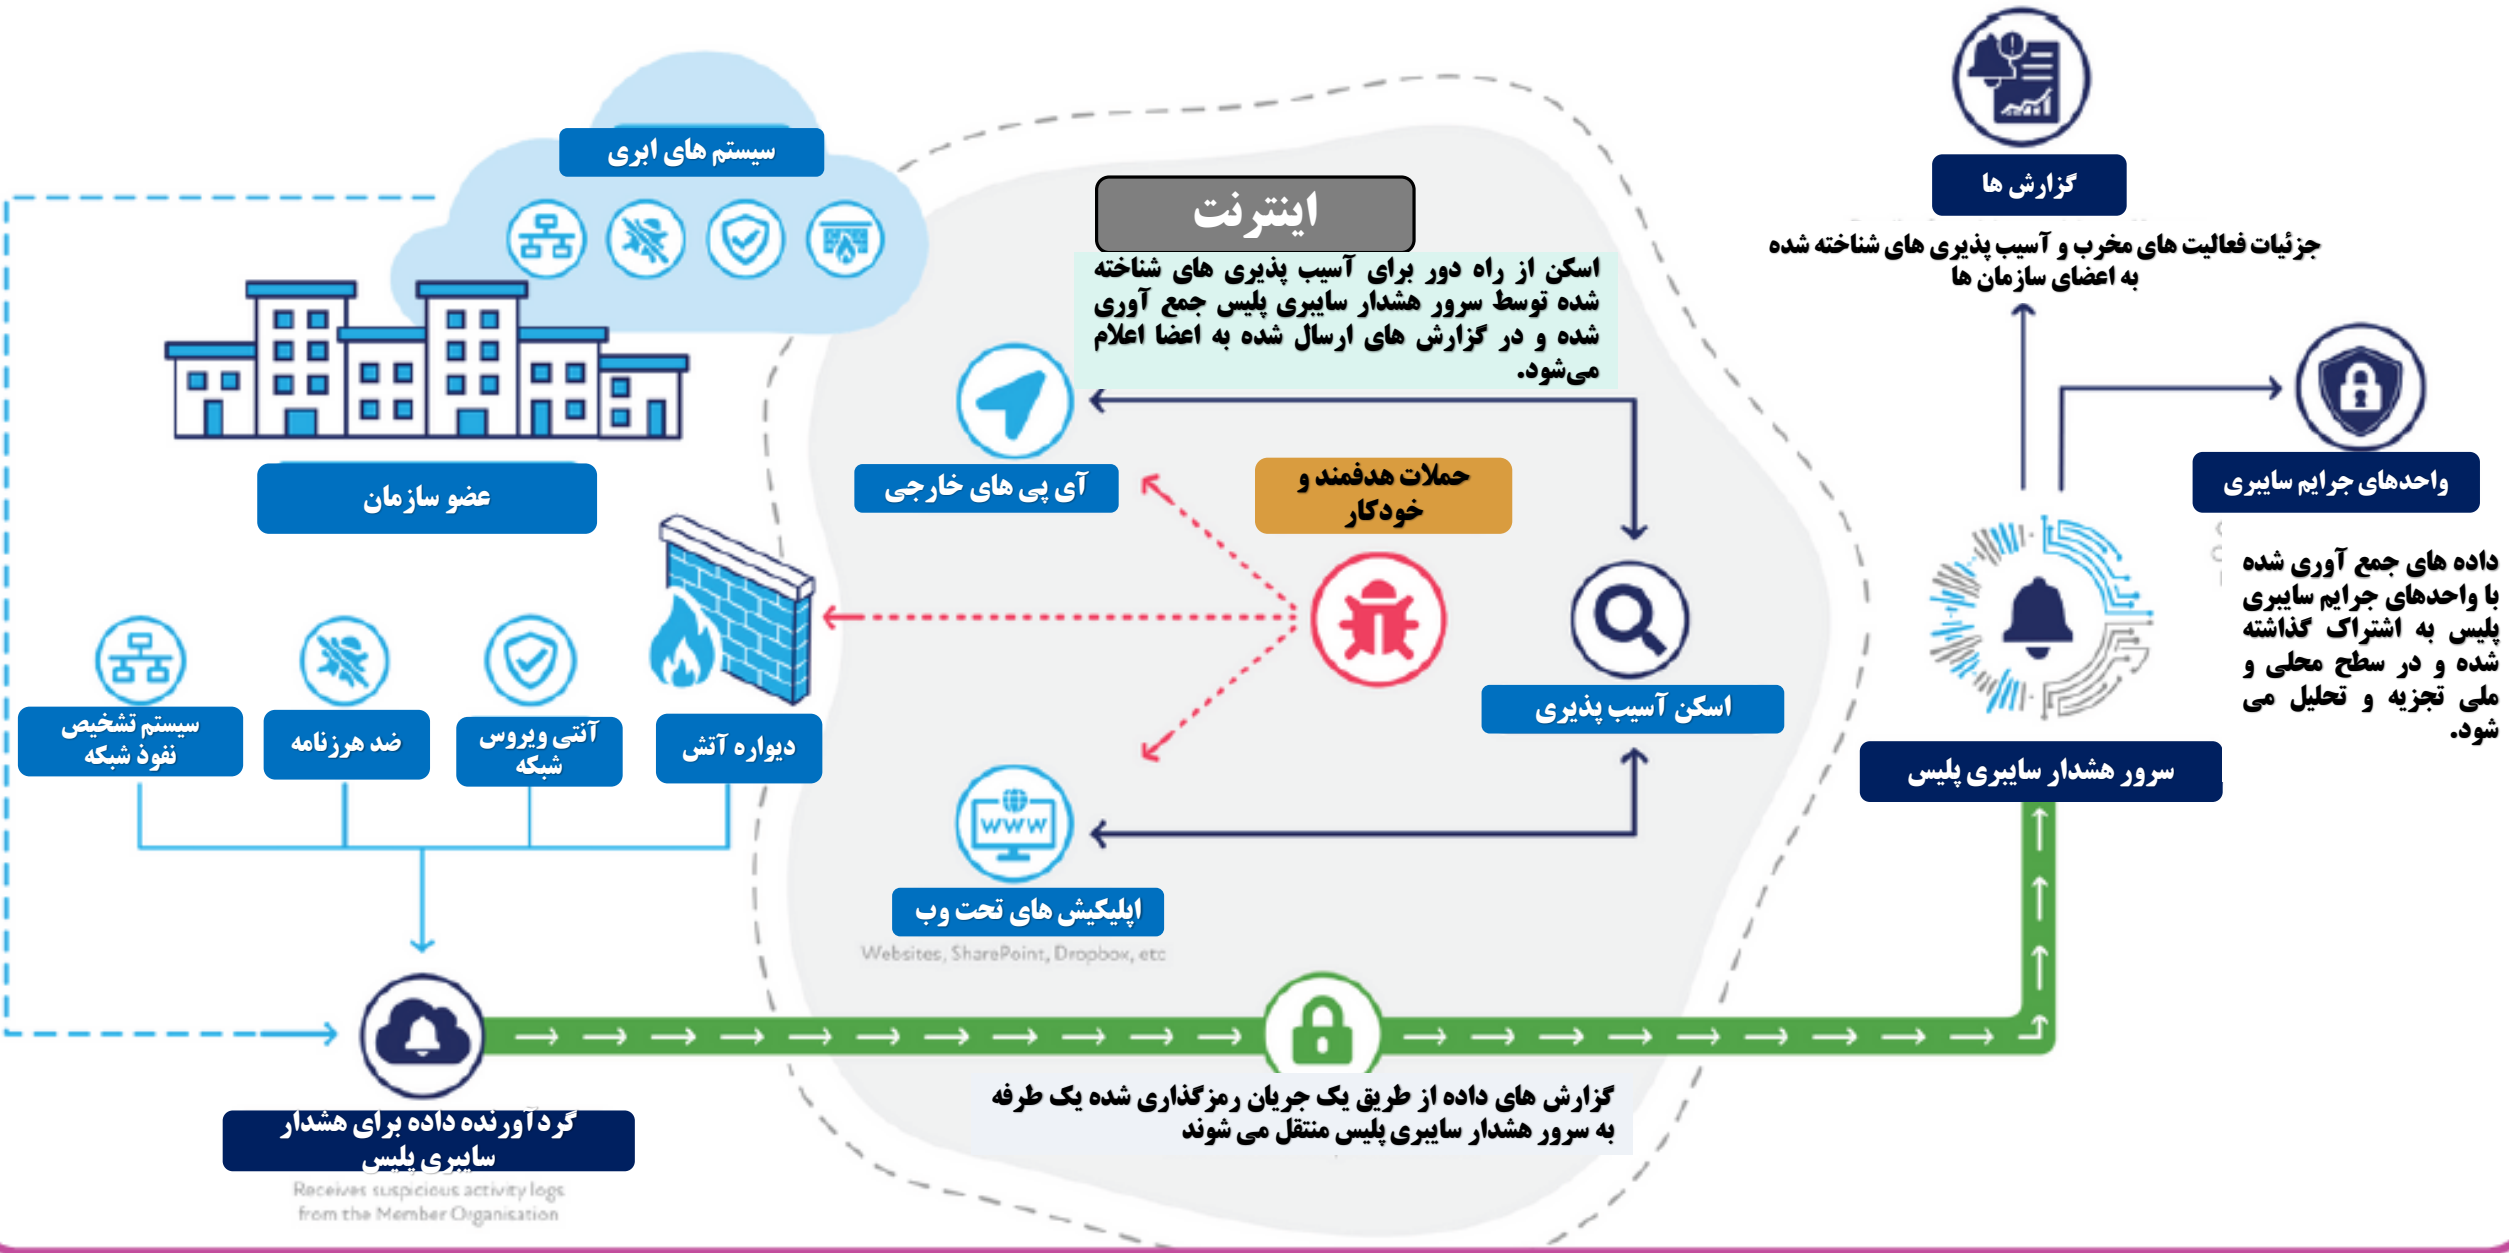 سیستم های ابری
گزارش ها
جزئیات فعالیت های مخرب و آسیب پذیری های شناخته شده
به اعضای سازمان ها
اینترنت
اسکن از راه دور برای آسیب پذیری های شناخته
شده توسط سرور هشدار سایبری پلیس جمع آوری
شده و در گزارش های ارسال شده به اعضا اعلام
می‌شود.
واحدهای جرایم سایبری
داده های جمع آوری شده
با واحدهای جرایم سایبری
پلیس به اشتراک گذاشته
شده و در سطح محلی و
ملی تجزیه و تحلیل می
شود.
حملات هدفمند و
خودکار
آی پی های خارجی
عضو سازمان
اسکن آسیب پذیری
دیواره آتش
آنتی ویروس
شبکه
ضد هرزنامه
سیستم تشخیص
نفوذ شبکه
سرور هشدار سایبری پلیس
www
اپلیکیش های تحت وب
Websites, SharePoint, Dropbox, etc
گزارش های داده از طریق یک جریان رمزگذاری شده یک طرفه
به سرور هشدار سایبری پلیس منتقل می شوند
گردآورنده داده برای هشدار
سایبری پلیس
Receives suspicious activity logs
from the Member Organisation